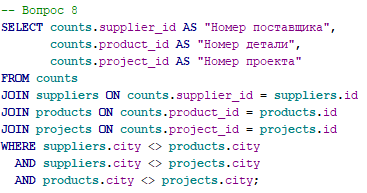 -- Вопрос 8
SELECT counts.supplier_id AS "Номер поставщика",
counts.product_id AS "Номер детали",
counts.project_id AS "Номер проекта"
FROM counts
JOIN suppliers ON counts.supplier_id = suppliers.id
JOIN products ON counts.product_id = products.id
JOIN projects ON counts.project_id = projects.id
WHERE suppliers.city <> products.city
AND suppliers.city <> projects.city
AND products.city <> projects.city;